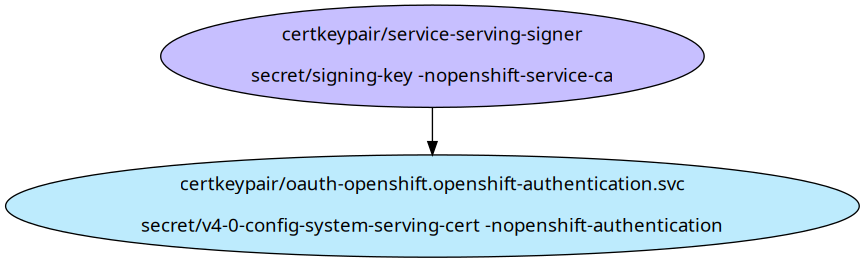 certkeypair/service-serving-signer
secret/signing-key -nopenshift-service-ca
certkeypair/oauth-openshift.openshift-authentication.svc
secret/v4-0-config-system-serving-cert -nopenshift-authentication